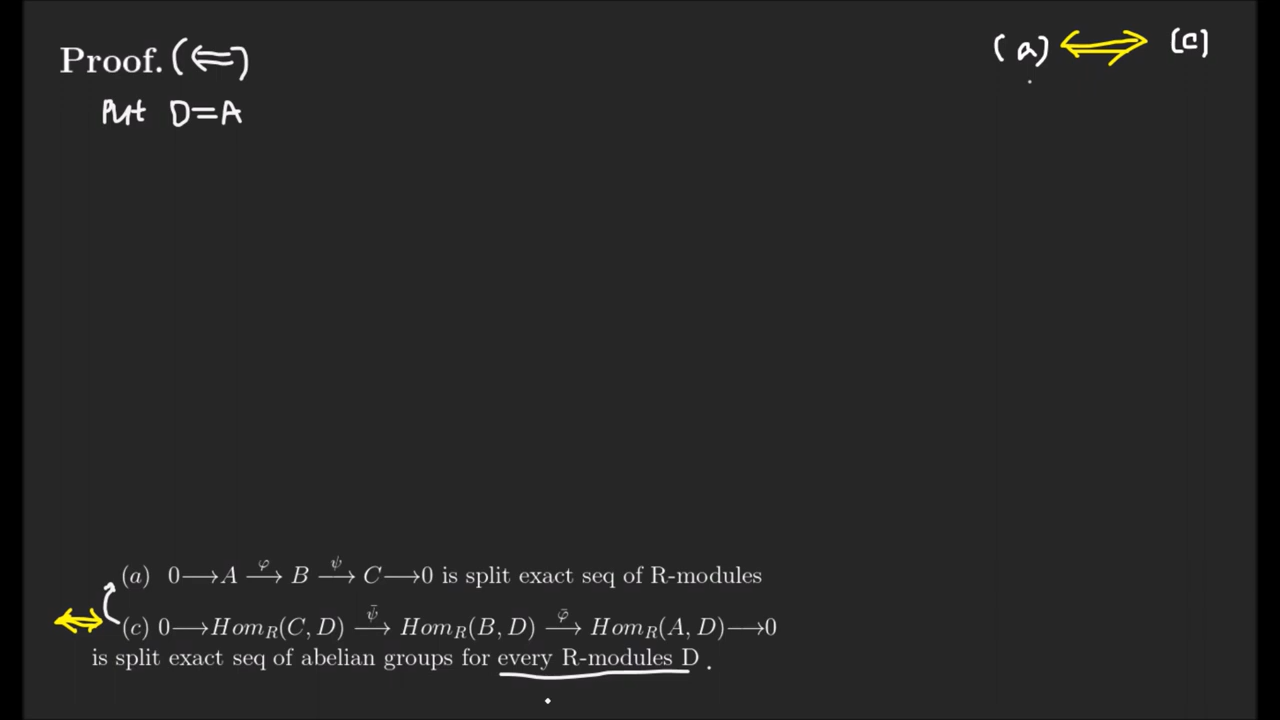 Proof. (⇐)
(a) ⟺ (c)
Put D=A
(a) 0⟶A ⟶^φ B ⟶^ψ C⟶0 is split exact seq of R-modules
(c) 0⟶Hom_R(C, D) ⟶^ψ̄ Hom_R(B, D) ⟶^φ̄ Hom_R(A, D)⟶0
is split exact seq of abelian groups for every R-modules D .